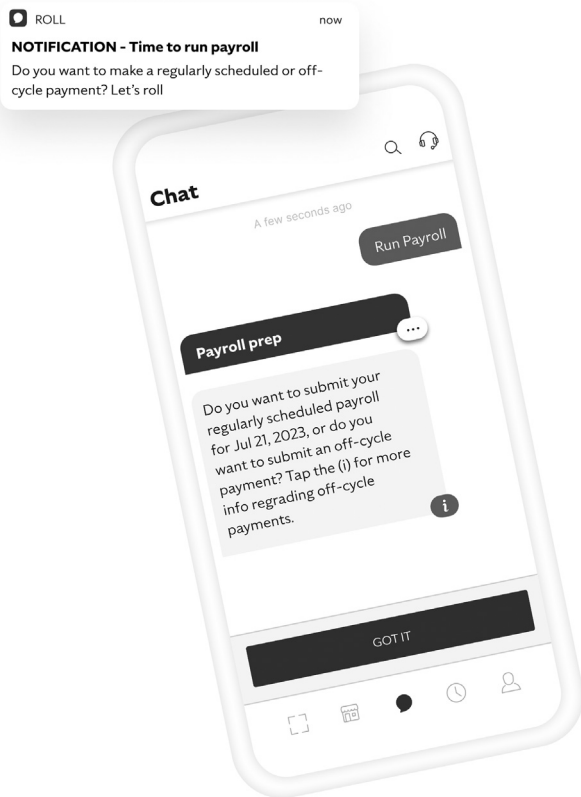 ROLL
now
NOTIFICATION - Time to run payroll
Do you want to make a regularly scheduled or off-
cycle payment? Let's roll
Chat
A few seconds ago
Run Payroll
Payroll prep
Do you want to submit your
regularly scheduled payroll
for Jul 21, 2023, or do you
want to submit an off-cycle
payment? Tap the (i) for more
info regrading off-cycle
payments.
i
GOT IT